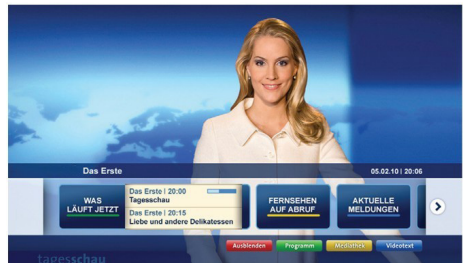 Das Erste
05.02.10 | 20:06
WAS
LÄUFT JETZT
Das Erste | 20:00
Tagesschau
Das Erste | 20:15
Liebe und andere Delikatessen
FERNSEHEN
AUF ABRUF
AKTUELLE
MELDUNGEN
Ausblenden
Programm
Mediathek
Videotext
tagesschau